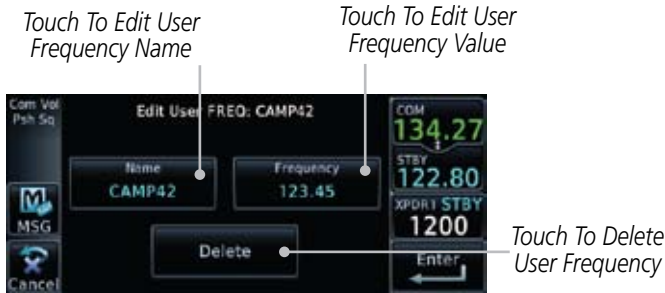 Touch To Edit User
Frequency Name
Touch To Edit User
Frequency Value
Com Vol
Psh Sq
Edit User FREQ: CAMP42
COM
134.27
STBY
122.80
Name
CAMP42
Frequency
123.45
XPDR1 STBY
1200
MSG
Delete
Touch To Delete
User Frequency
Enter
Cancel